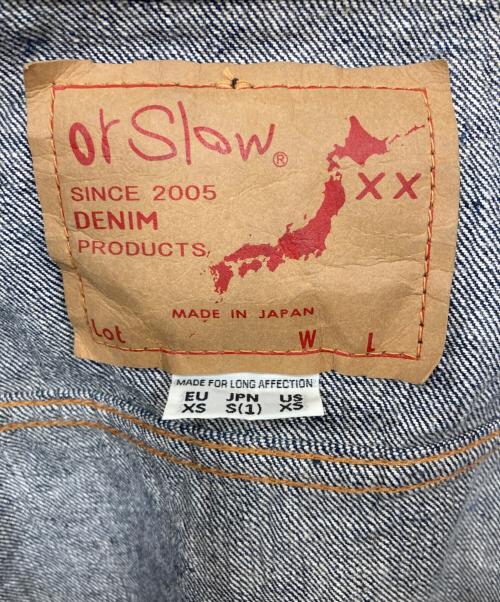 orSlow®
SINCE 2005
DENIM
PRODUCTS
XX
MADE IN JAPAN
Lot W L
MADE FOR LONG AFFECTION
EU JPN US
XS S(1) XS